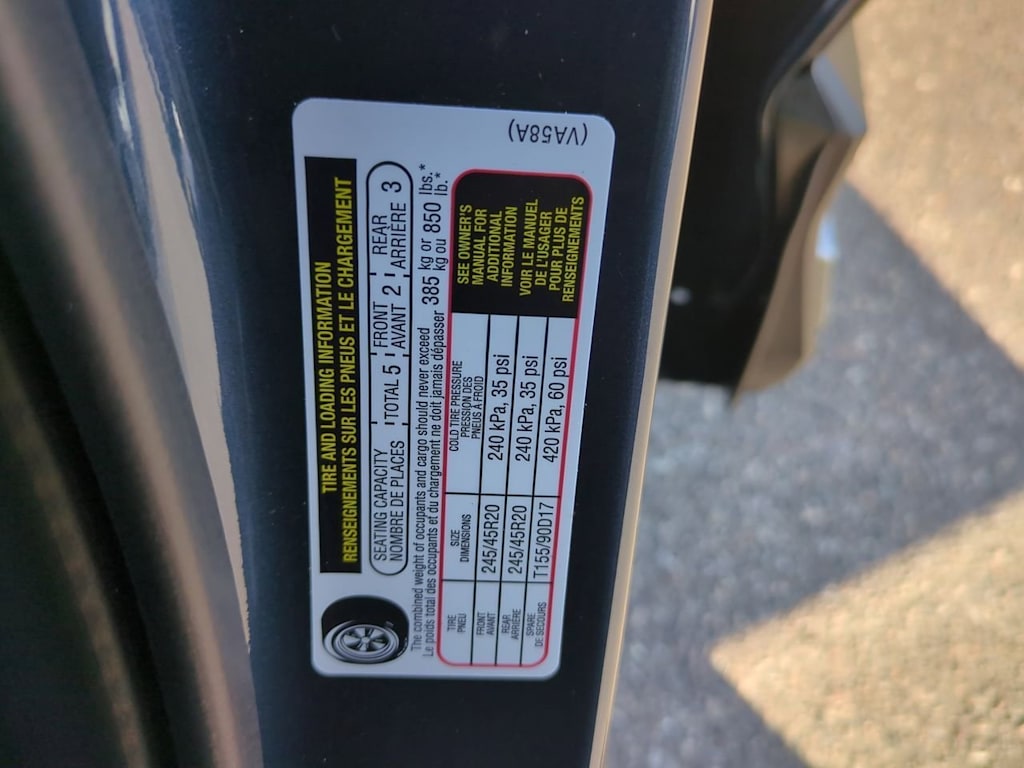 TIRE AND LOADING INFORMATION
RENSEIGNEMENTS SUR LES PNEUS ET LE CHARGEMENT
SEATING CAPACITY TOTAL 5 FRONT 2 REAR 3
NOMBRE DE PLACES AVANT ARRIÈRE
The combined weight of occupants and cargo should never exceed 385 kg or 850 lbs.*
Le poids total des occupants et du chargement ne doit jamais dépasser kg ou lb.*
TIRE SIZE COLD TIRE PRESSURE
PNEU DIMENSIONS PRESSION DES
PNEUS À FROID
FRONT
AVANT 245/45R20 240 kPa, 35 psi
REAR
ARRIÈRE 245/45R20 240 kPa, 35 psi
SPARE
DE SECOURS T155/90D17 420 kPa, 60 psi
SEE OWNER'S
MANUAL FOR
ADDITIONAL
INFORMATION
VOIR LE MANUEL
DE L'USAGER
POUR PLUS DE
RENSEIGNEMENTS
(VA58A)